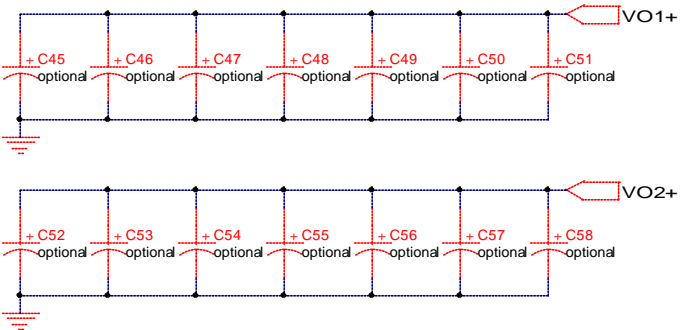 VO1+
+ C45 + C46 + C47 + C48 + C49 + C50 + C51
optional optional optional optional optional optional optional
VO2+
+ C52 + C53 + C54 + C55 + C56 + C57 + C58
optional optional optional optional optional optional optional